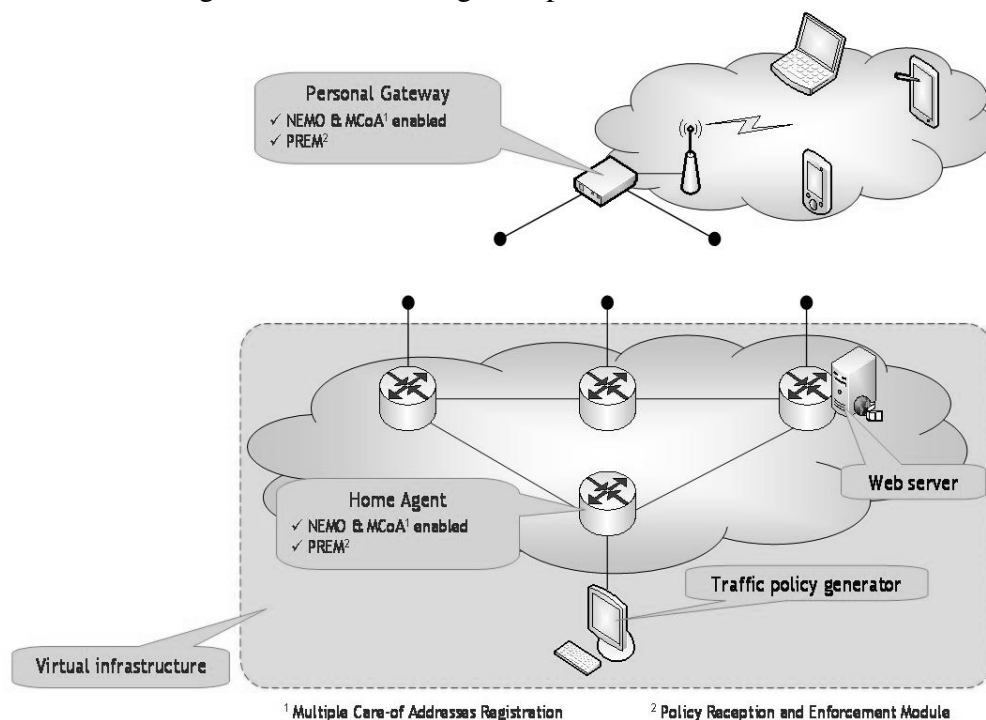 Personal Gateway
✓ NEMO & MCoA¹ enabled
✓ PREM²
Web server
Home Agent
✓ NEMO & MCoA¹ enabled
✓ PREM²
Traffic policy generator
Virtual infrastructure
¹ Multiple Care-of Addresses Registration
² Policy Reception and Enforcement Module